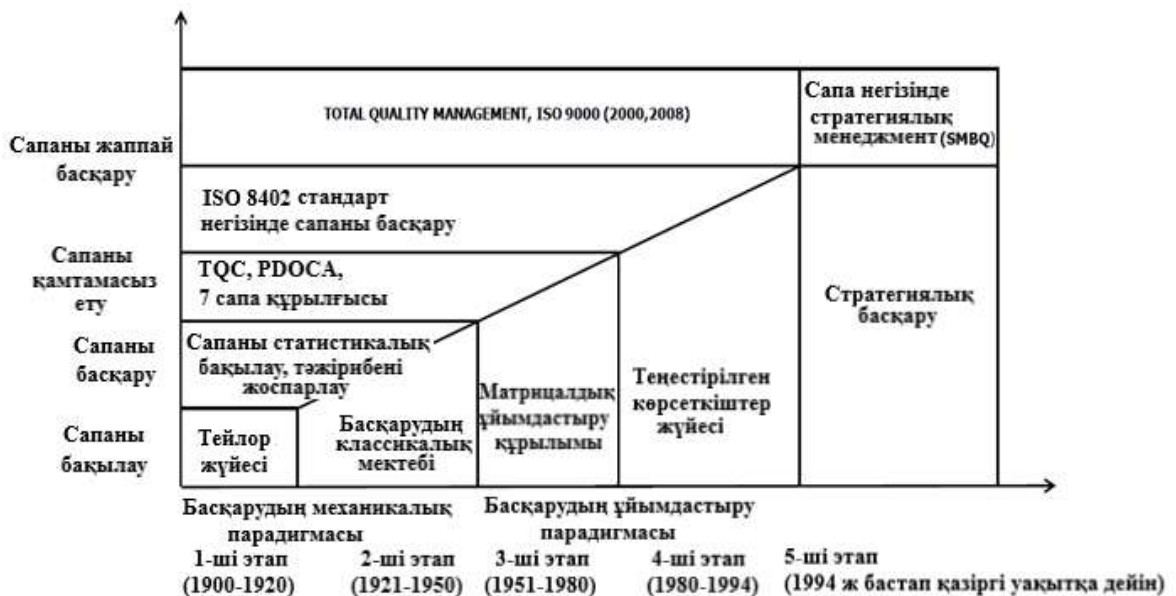 TOTAL QUALITY MANAGEMENT, ISO 9000 (2000,2008)
Сапа негізінде
стратегиялық
менеджмент (SMBQ)
Сапаны жаппай
басқару
ISO 8402 стандарт
негізінде сапаны басқару
Сапаны
қамтамасыз
ету
TQC, PDOCA,
7 сапа құрылғысы
Стратегиялық
басқару
Сапаны
басқару
Сапаны статистикалық
бақылау, тәжірибені
жоспарлау
Матрицалдық
ұйымдастыру
құрылымы
Теңестірілген
көрсеткіштер
жүйесі
Сапаны
бақылау
Тейлор
жүйесі
Басқарудың
классикалық
мектебі
Басқарудың механикалық
парадигмасы
Басқарудың ұйымдастыру
парадигмасы
1-ші этап
(1900-1920)
2-ші этап
(1921-1950)
3-ші этап
(1951-1980)
4-ші этап
(1980-1994)
5-ші этап
(1994 ж бастап қазіргі уақытқа дейін)